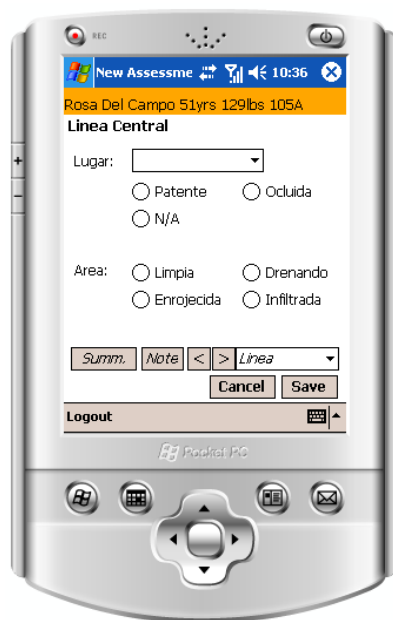 REC
New Assessme 10:36
Rosa Del Campo 51yrs 129lbs 105A
Linea Central
Lugar:
Patente Ocluida
N/A
Area: Limpia Drenando
Enrojecida Infiltrada
Summ. Note < > Linea
Cancel Save
Logout
Pocket PC